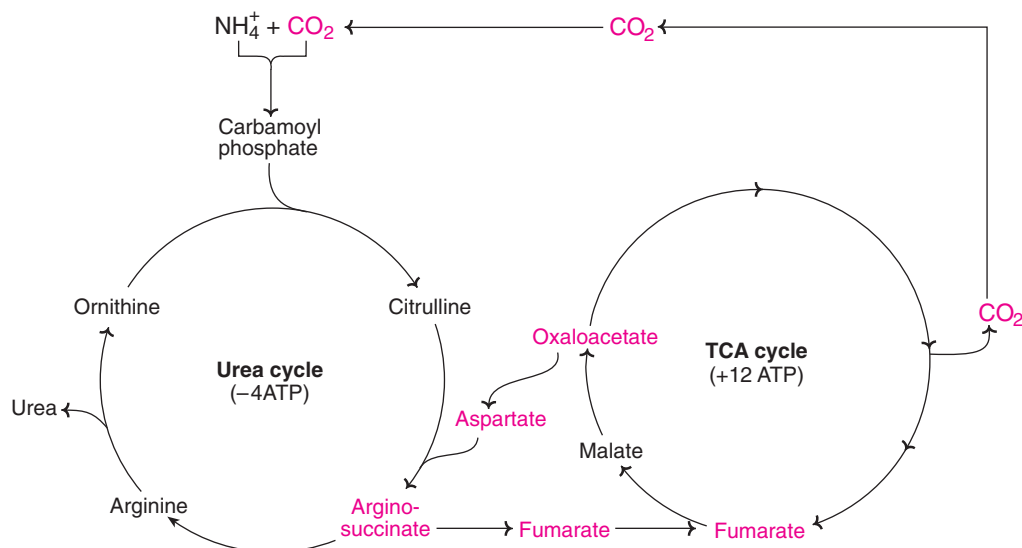 NH₄⁺ + CO₂
CO₂
Carbamoyl
phosphate
Ornithine
Citrulline
CO₂
Oxaloacetate
Urea cycle
(–4ATP)
TCA cycle
(+12 ATP)
Urea
Aspartate
Malate
Arginine
Argino-
succinate
Fumarate
Fumarate